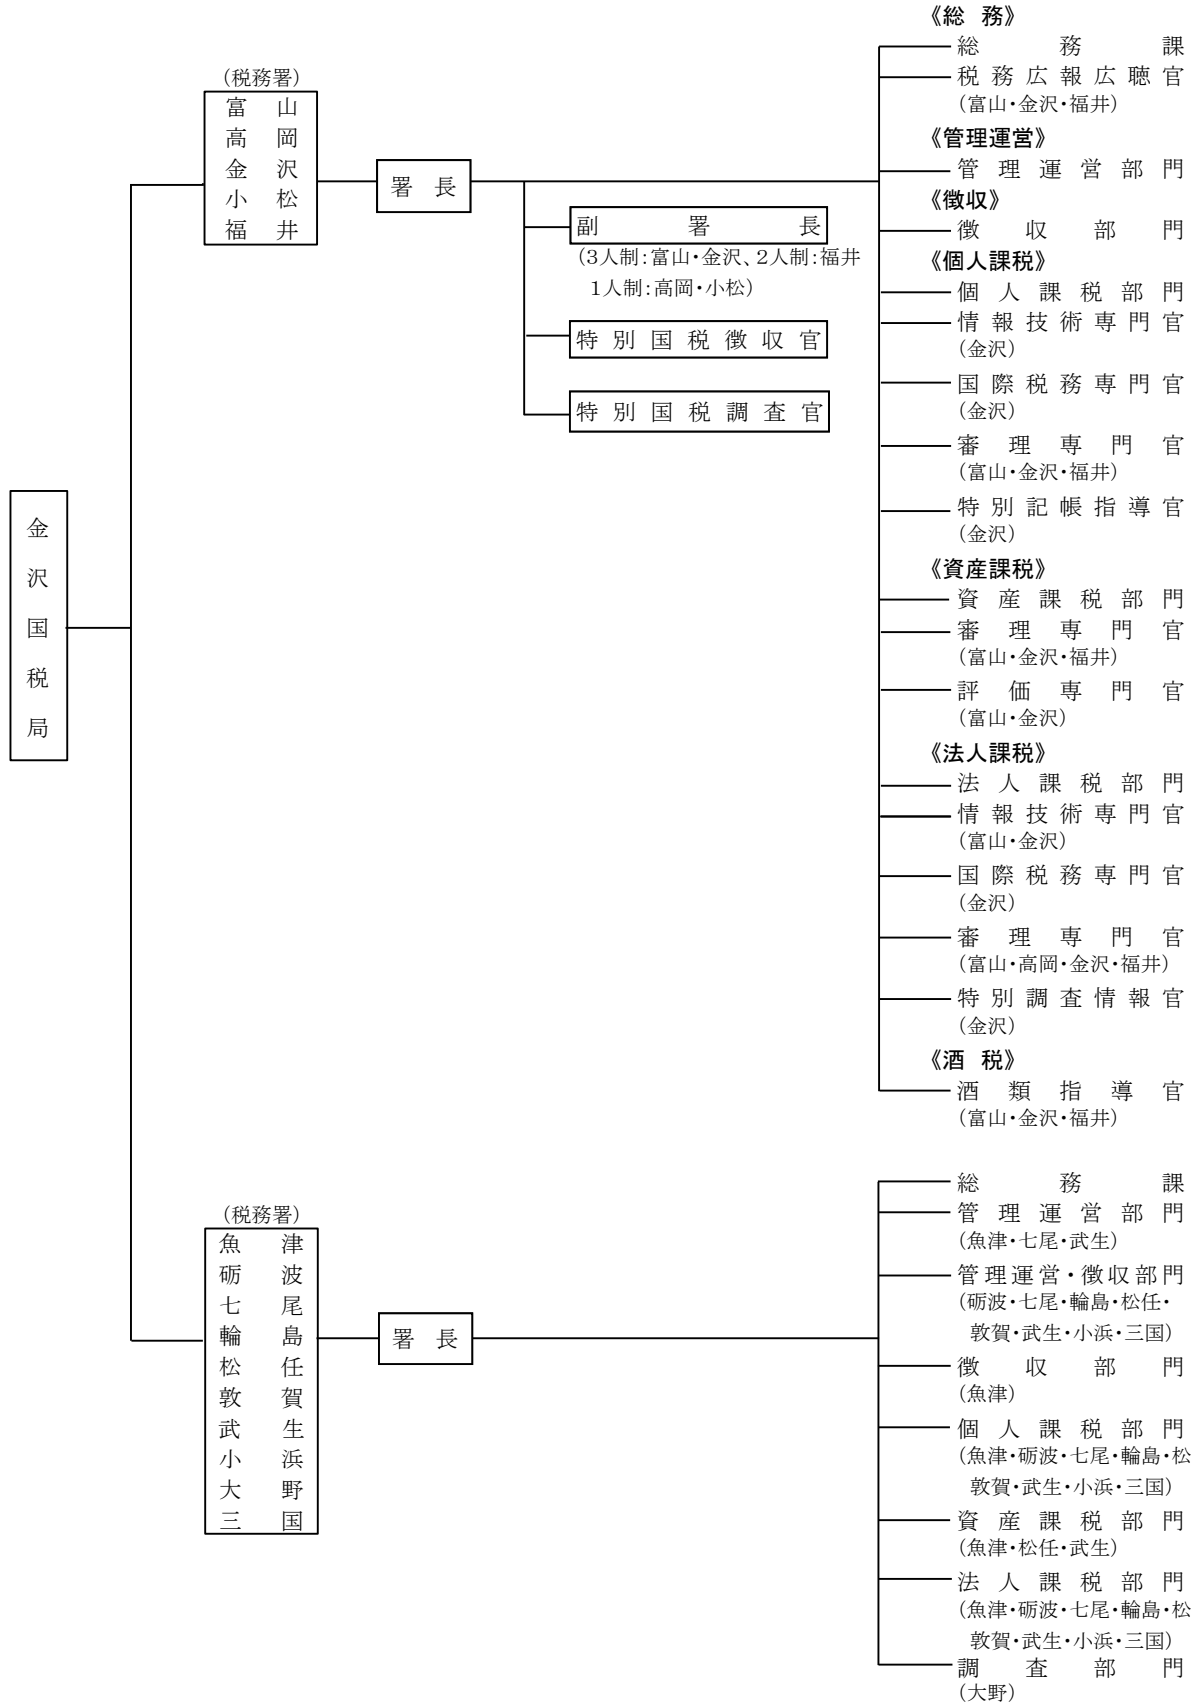 金沢国税局
(税務署)
富山
高岡
金沢
小松
福井
署長
副署長
(3人制:富山・金沢、2人制:福井
1人制:高岡・小松)
特別国税徴収官
特別国税調査官
《総 務》
総務課
税務広報広聴官
(富山・金沢・福井)
《管理運営》
管理運営部門
《徴収》
徴収部門
《個人課税》
個人課税部門
情報技術専門官
(金沢)
国際税務専門官
(金沢)
審理専門官
(富山・金沢・福井)
特別記帳指導官
(金沢)
《資産課税》
資産課税部門
審理専門官
(富山・金沢・福井)
評価専門官
(富山・金沢)
《法人課税》
法人課税部門
情報技術専門官
(富山・金沢)
国際税務専門官
(金沢)
審理専門官
(富山・高岡・金沢・福井)
特別調査情報官
(金沢)
《酒 税》
酒類指導官
(富山・金沢・福井)
(税務署)
魚津
砺波
七尾
輪島
松任
敦賀
武生
小浜
大野
三国
署長
総務課
管理運営部門
(魚津・七尾・武生)
管理運営・徴収部門
(砺波・七尾・輪島・松任・
敦賀・武生・小浜・三国)
徴収部門
(魚津)
個人課税部門
(魚津・砺波・七尾・輪島・松
敦賀・武生・小浜・三国)
資産課税部門
(魚津・松任・武生)
法人課税部門
(魚津・砺波・七尾・輪島・松
敦賀・武生・小浜・三国)
調査部門
(大野)